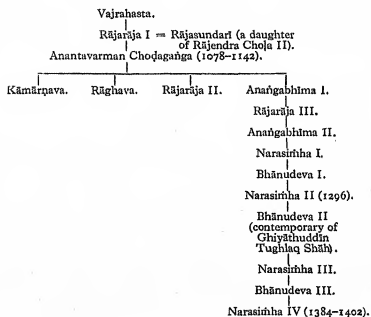 Vajrahasta.
Rājarāja I = Rājasundarī (a daughter
of Rājendra Choḷa II).
Anantavarman Choḍagaṅga (1078–1142).
Kāmārṇava. Rāghava. Rājarāja II. Anaṅgabhīma I.
Rājarāja III.
Anaṅgabhīma II.
Narasiṁha I.
Bhānudeva I.
Narasiṁha II (1296).
Bhānudeva II
(contemporary of
Ghiyāthuddīn
Tughlaq Shāh).
Narasiṁha III.
Bhānudeva III.
Narasiṁha IV (1384–1402).